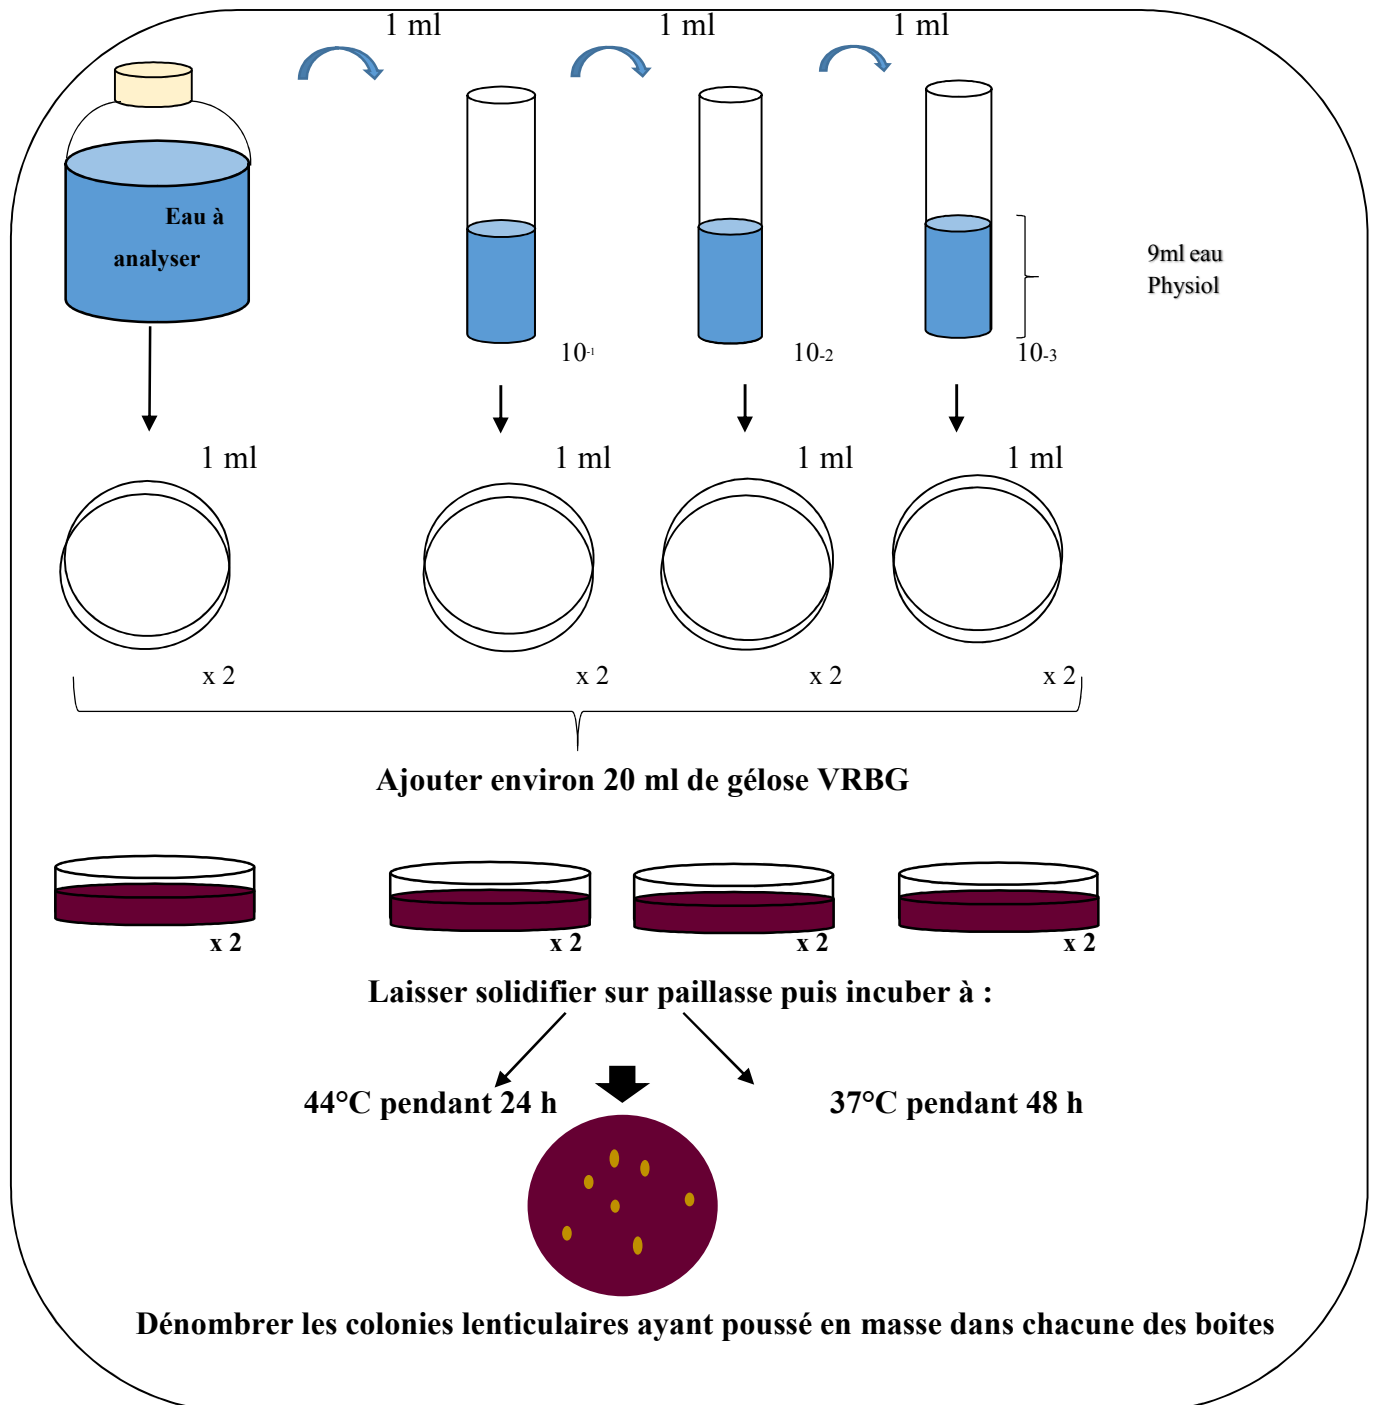 1 ml
1 ml
1 ml
Eau à
analyser
9ml eau
Physiol
10-1
10-2
10-3
1 ml
1 ml
1 ml
1 ml
x 2
x 2
x 2
x 2
Ajouter environ 20 ml de gélose VRBG
x 2
x 2
x 2
x 2
Laisser solidifier sur paillasse puis incuber à :
44°C pendant 24 h
37°C pendant 48 h
Dénombrer les colonies lenticulaires ayant poussé en masse dans chacune des boites